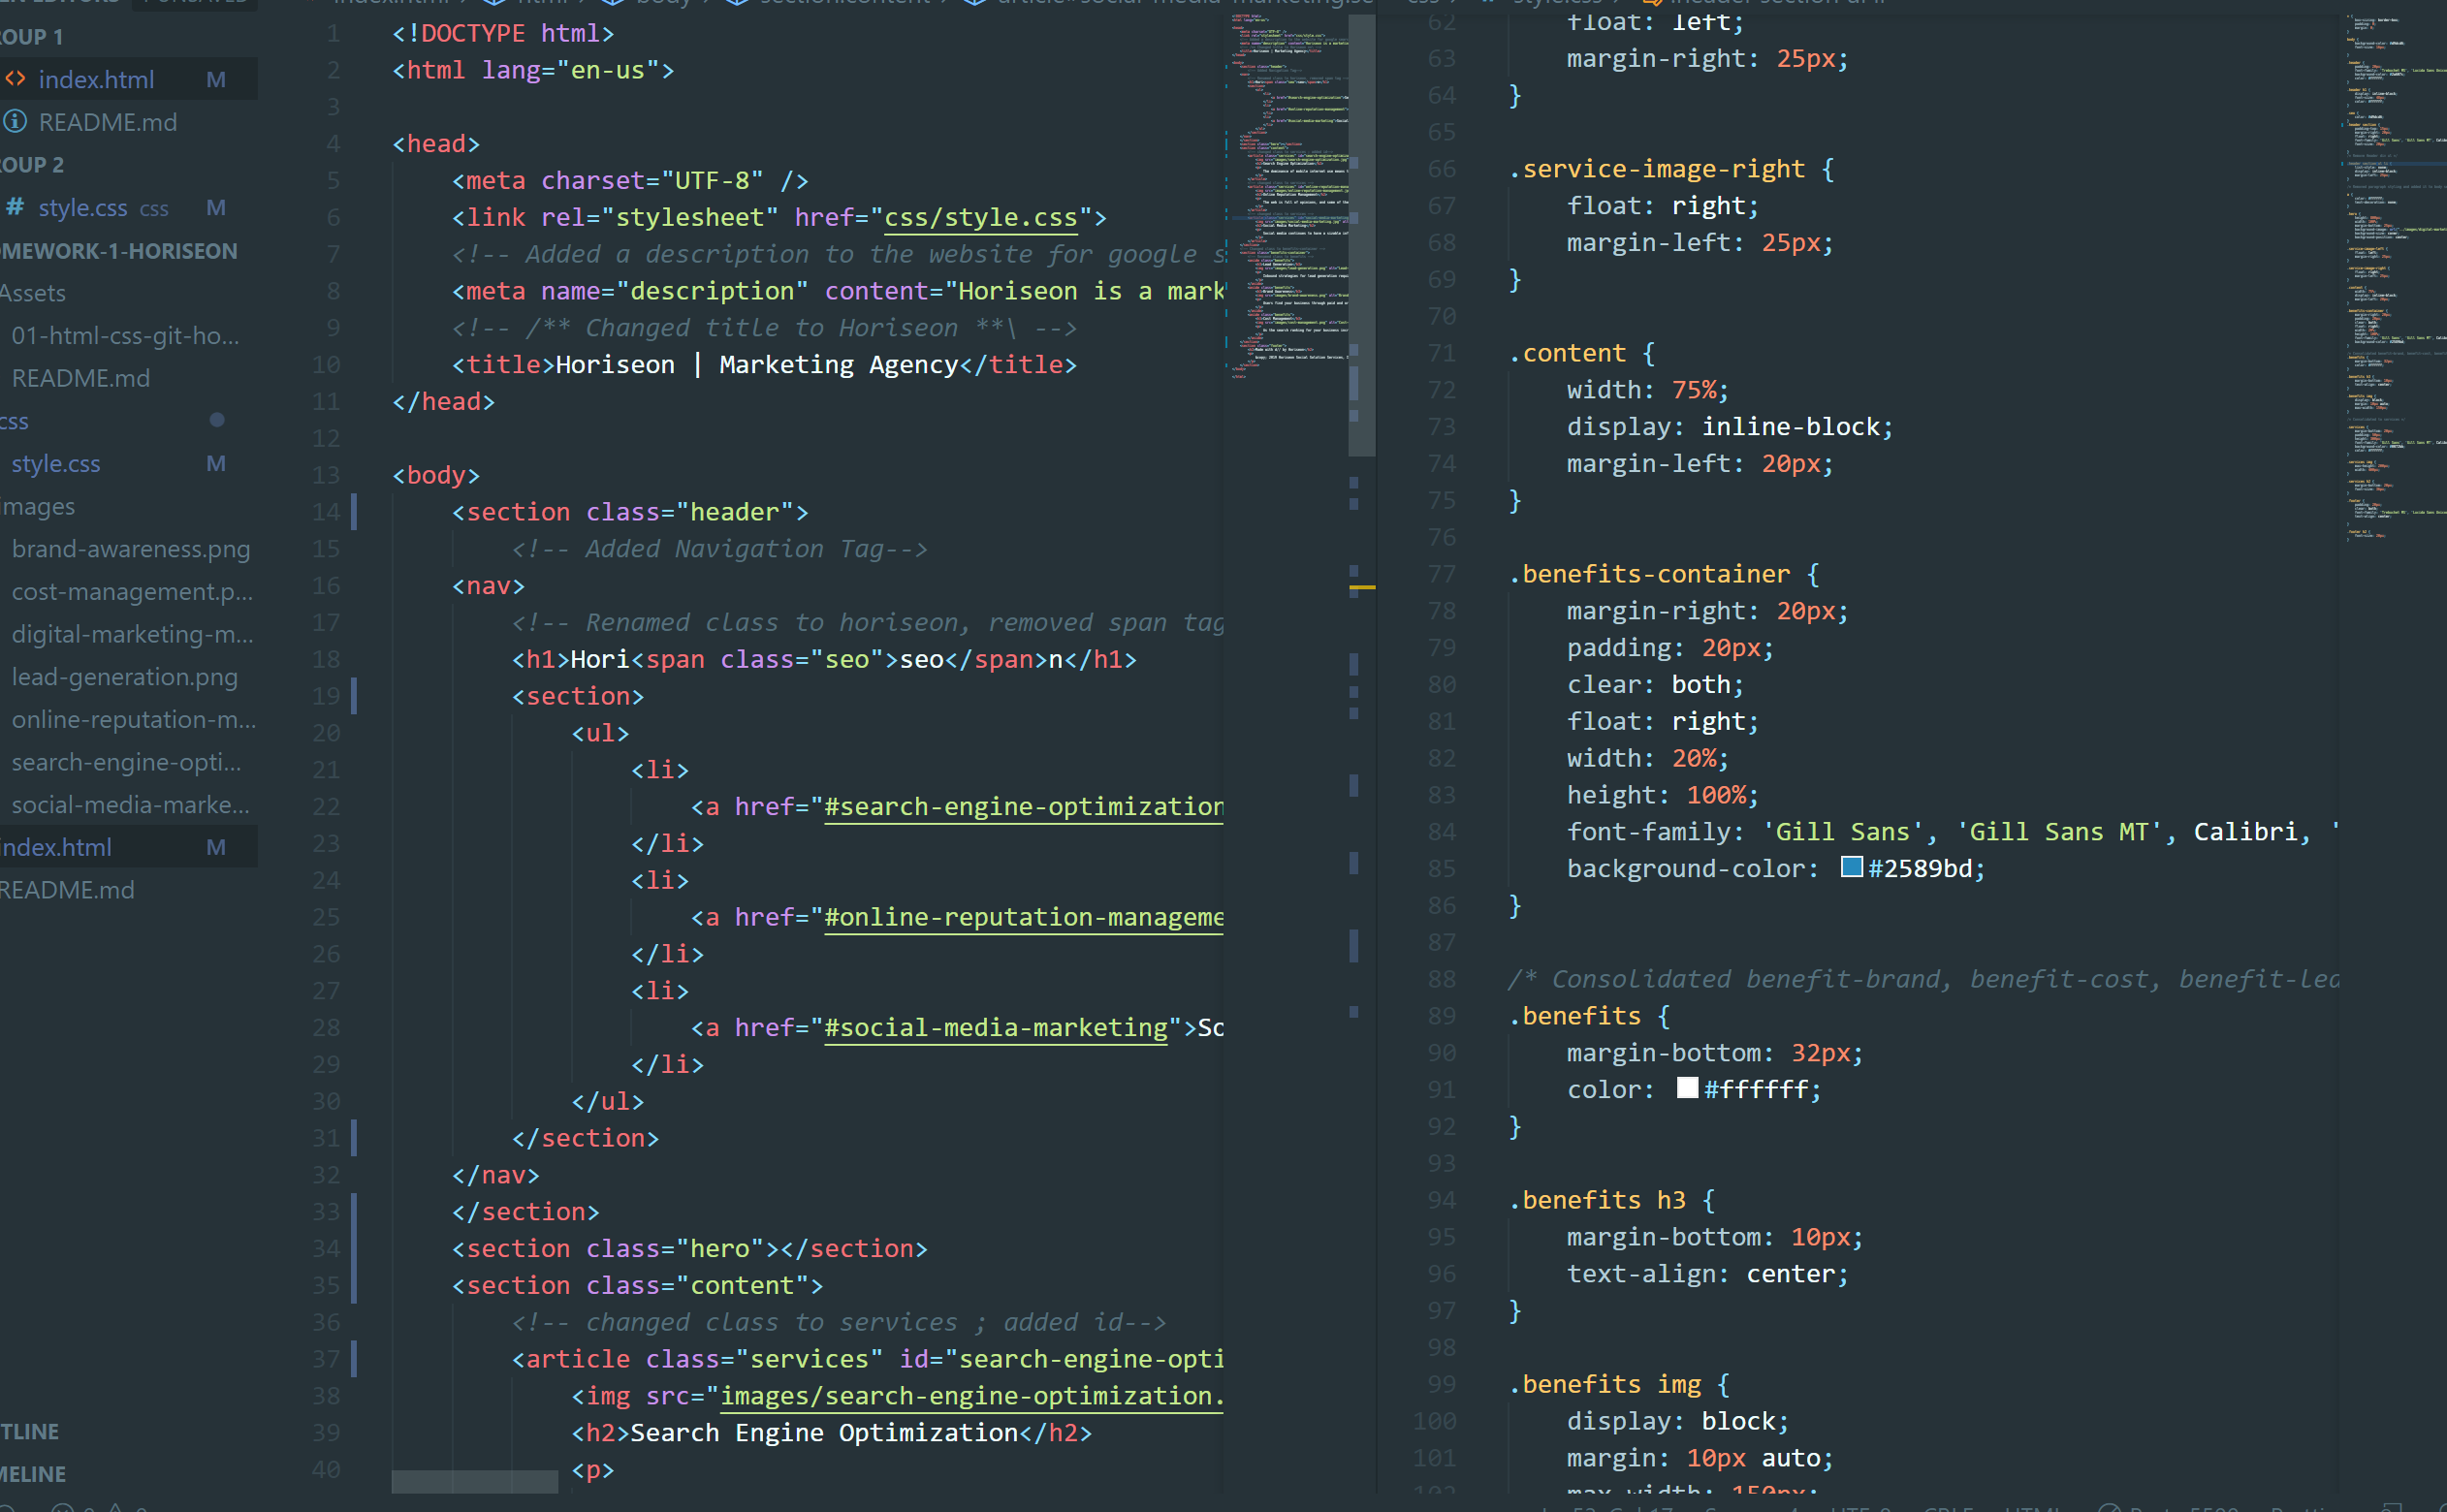 GROUP 1
index.html M
README.md
GROUP 2
# style.css css M
HOMEWORK-1-HORISEON
Assets
01-html-css-git-ho...
README.md
css
style.css M
images
brand-awareness.png
cost-management.p...
digital-marketing-m...
lead-generation.png
online-reputation-m...
search-engine-opti...
social-media-marke...
index.html M
README.md
1 <!DOCTYPE html>
2 <html lang="en-us">
3
4 <head>
5 <meta charset="UTF-8" />
6 <link rel="stylesheet" href="css/style.css">
7 <!-- Added a description to the website for google s
8 <meta name="description" content="Horiseon is a mark
9 <!-- /** Changed title to Horiseon **\ -->
10 <title>Horiseon | Marketing Agency</title>
11 </head>
12
13 <body>
14 <section class="header">
15 <!-- Added Navigation Tag-->
16 <nav>
17 <!-- Renamed class to horiseon, removed span tag
18 <h1>Hori<span class="seo">seo</span>n</h1>
19 <section>
20 <ul>
21 <li>
22 <a href="#search-engine-optimization
23 </li>
24 <li>
25 <a href="#online-reputation-manageme
26 </li>
27 <li>
28 <a href="#social-media-marketing">So
29 </li>
30 </ul>
31 </section>
32 </nav>
33 </section>
34 <section class="hero"></section>
35 <section class="content">
36 <!-- changed class to services ; added id-->
37 <article class="services" id="search-engine-opti
38 <img src="images/search-engine-optimization.
39 <h2>Search Engine Optimization</h2>
40 <p>
62 float: left;
63 margin-right: 25px;
64 }
65
66 .service-image-right {
67 float: right;
68 margin-left: 25px;
69 }
70
71 .content {
72 width: 75%;
73 display: inline-block;
74 margin-left: 20px;
75 }
76
77 .benefits-container {
78 margin-right: 20px;
79 padding: 20px;
80 clear: both;
81 float: right;
82 width: 20%;
83 height: 100%;
84 font-family: 'Gill Sans', 'Gill Sans MT', Calibri, '
85 background-color: #2589bd;
86 }
87
88 /* Consolidated benefit-brand, benefit-cost, benefit-lea
89 .benefits {
90 margin-bottom: 32px;
91 color: #ffffff;
92 }
93
94 .benefits h3 {
95 margin-bottom: 10px;
96 text-align: center;
97 }
98
99 .benefits img {
100 display: block;
101 margin: 10px auto;
102 max-width: 150px;